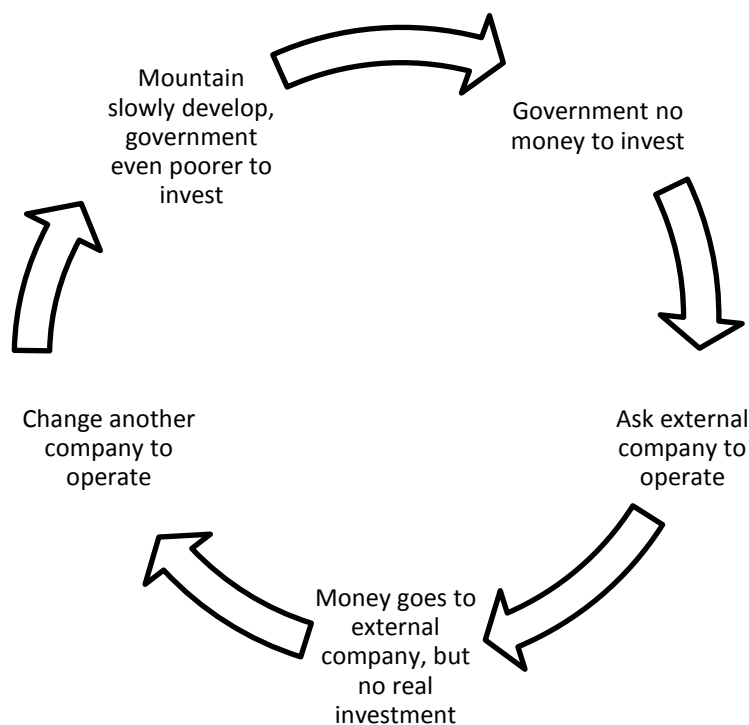 Mountain
slowly develop,
government
even poorer to
invest
Government no
money to invest
Ask external
company to
operate
Money goes to
external
company, but
no real
investment
Change another
company to
operate